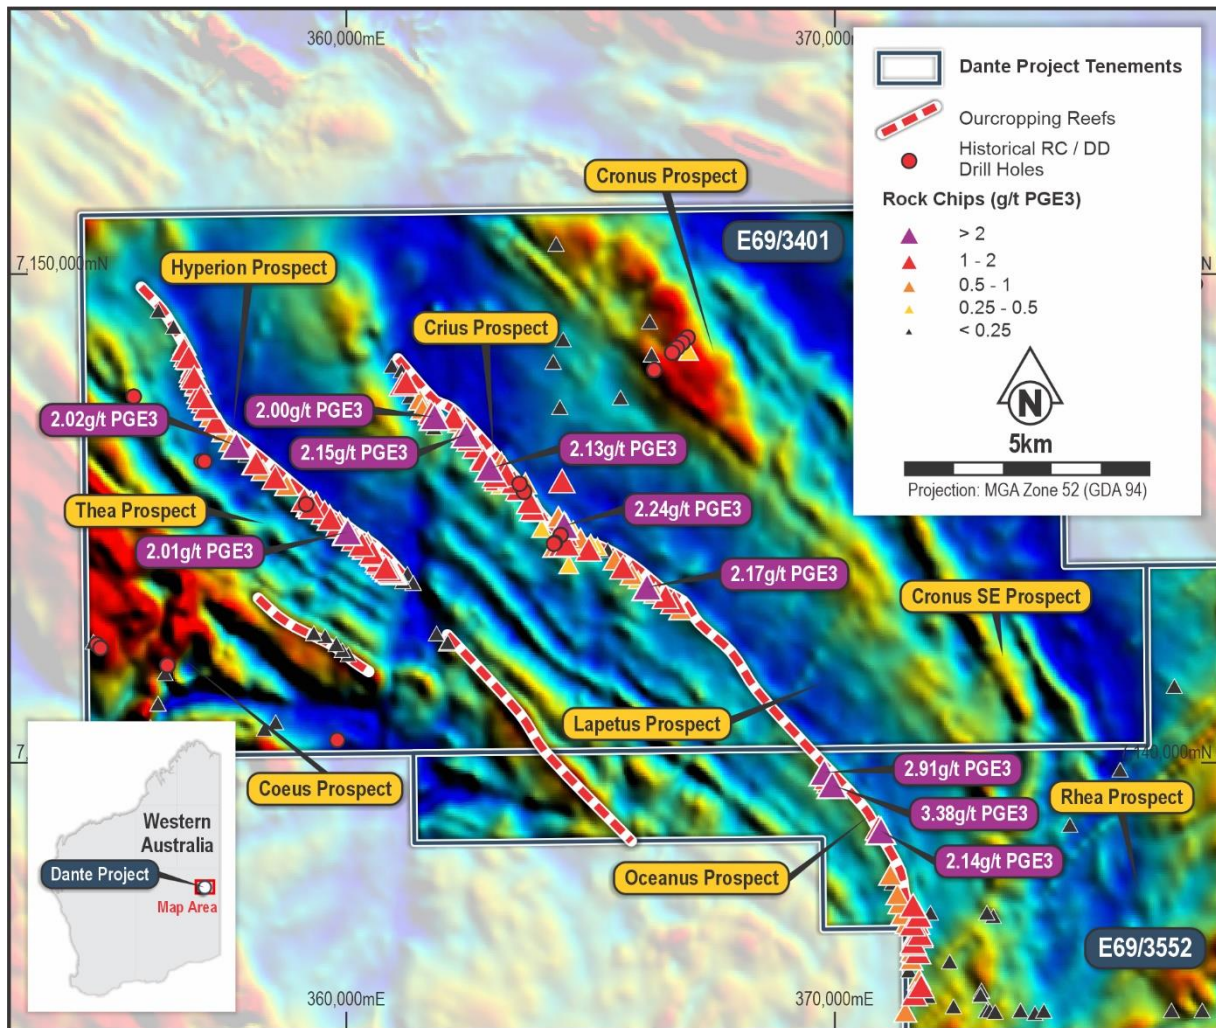 360,000mE
370,000m
Dante Project Tenements
Ourcropping Reefs
Historical RC / DD
Drill Holes
Rock Chips (g/t PGE3)
> 2
1 - 2
0.5 - 1
0.25 - 0.5
< 0.25
N
5km
Projection: MGA Zone 52 (GDA 94)
Cronus Prospect
E69/3401
7,150,000mN
N
Hyperion Prospect
Crius Prospect
2.02g/t PGE3
2.00g/t PGE3
2.15g/t PGE3
2.13g/t PGE3
Thea Prospect
2.24g/t PGE3
2.01g/t PGE3
2.17g/t PGE3
Cronus SE Prospect
Lapetus Prospect
7,
140,000mN
Coeus Prospect
2.91g/t PGE3
Rhea Prospect
3.38g/t PGE3
2.14g/t PGE3
Oceanus Prospect
E69/3552
Western
Australia
Dante Project
Map Area
360,000mE
370,000mE